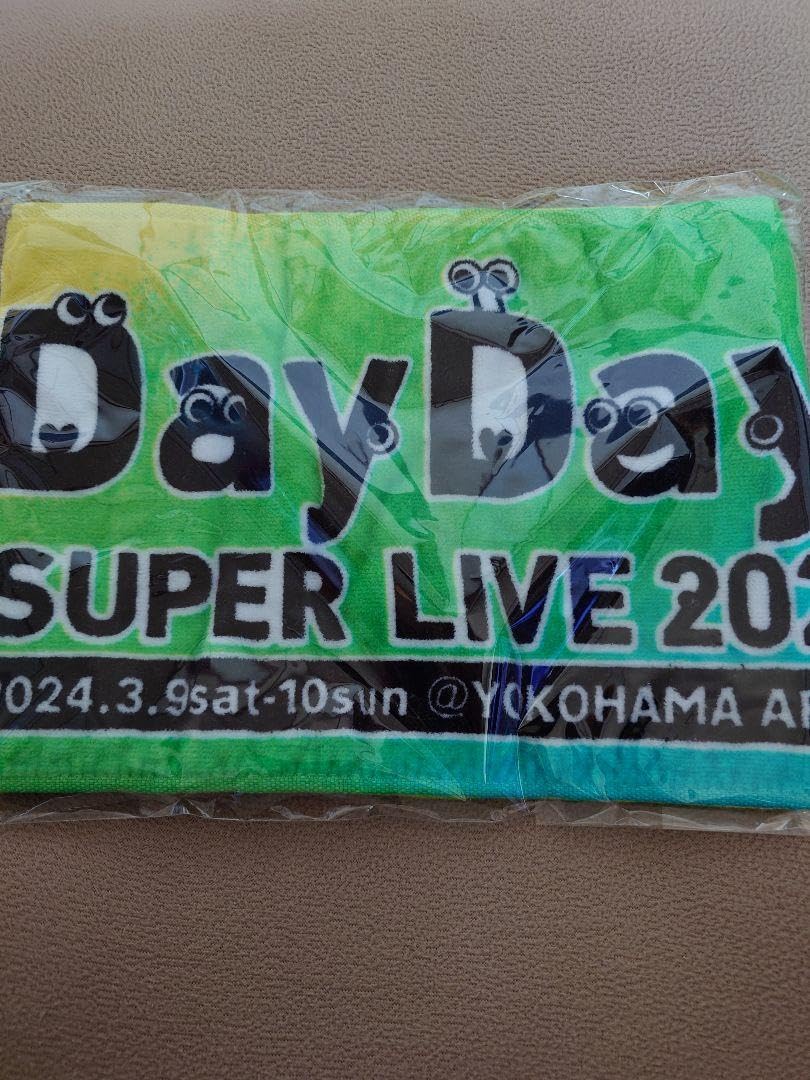 DayDay
SUPER LIVE 202
2024.3.9sat-10sun @YOKOHAMA A